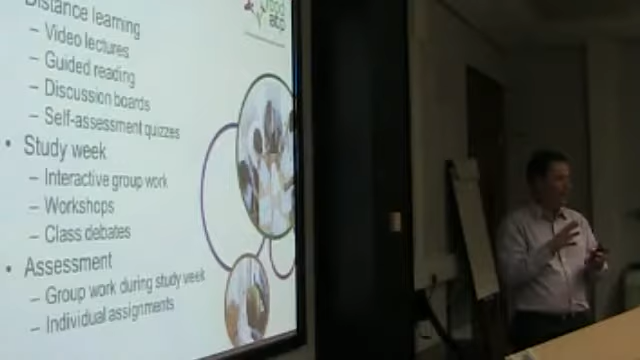 Distance learning
– Video lectures
– Guided reading
– Discussion boards
– Self-assessment quizzes
• Study week
– Interactive group work
– Workshops
– Class debates
• Assessment
– Group work during study week
– Individual assignments